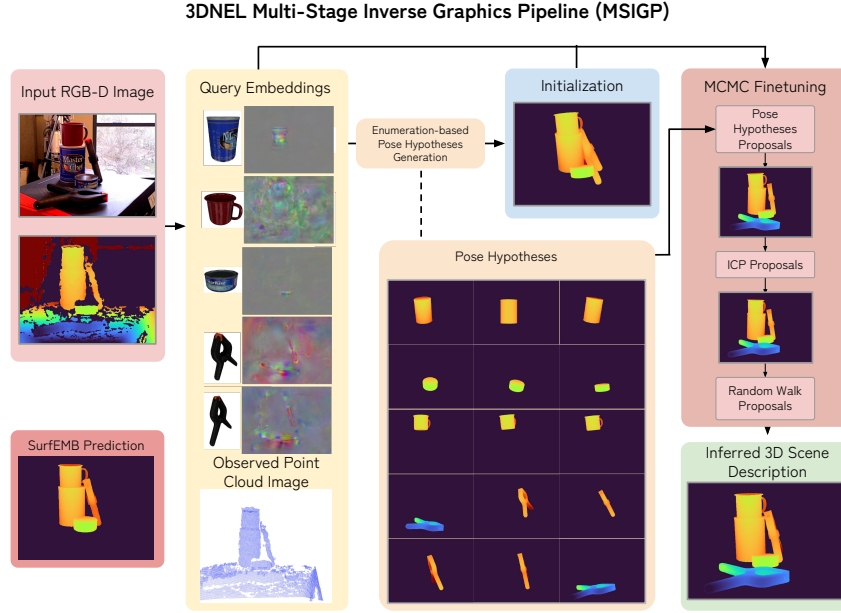 3DNEL Multi-Stage Inverse Graphics Pipeline (MSIGP)
Input RGB-D Image
Query Embeddings
Enumeration-based
Pose Hypotheses
Generation
Initialization
MCMC Finetuning
Pose
Hypotheses
Proposals
ICP Proposals
Random Walk
Proposals
Pose Hypotheses
SurfEMB Prediction
Observed Point
Cloud Image
Inferred 3D Scene
Description
Master